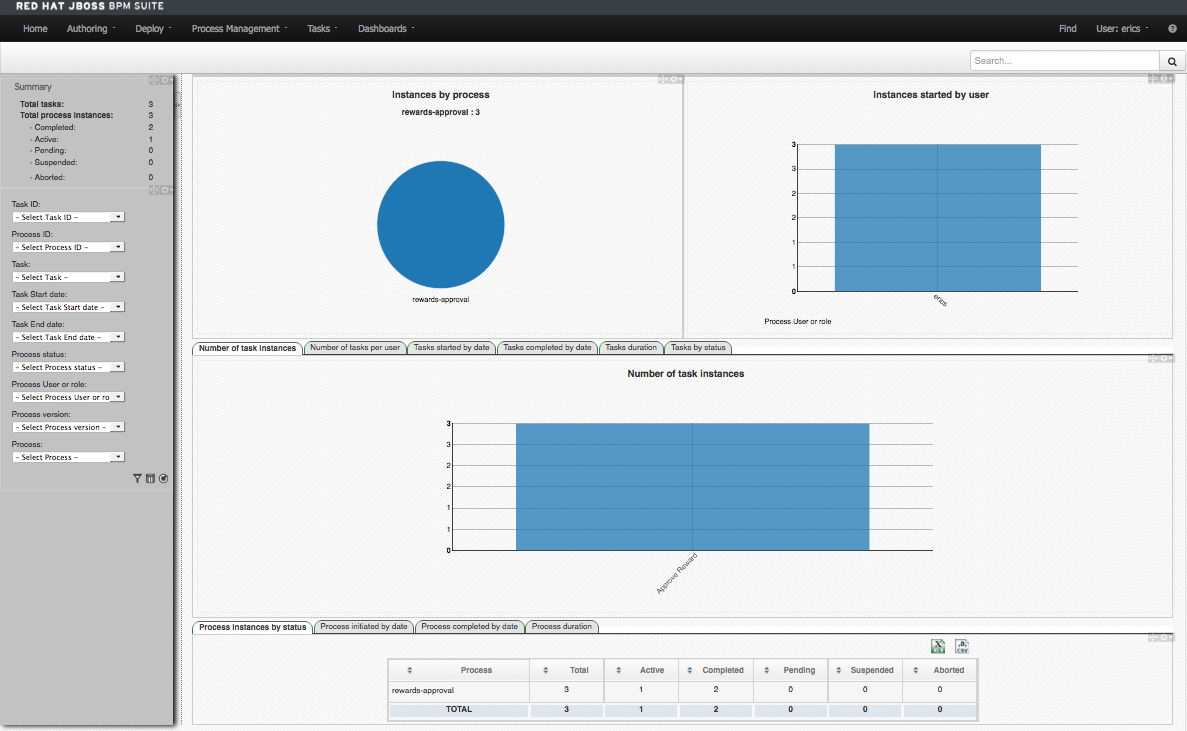 RED HAT JBOSS BPM SUITE
Home Authoring Deploy Process Management Tasks Dashboards Find User: erics
Search...
Summary
Total tasks: 3
Total process instances: 3
- Completed: 2
- Active: 1
- Pending: 0
- Suspended: 0
- Aborted: 0
Task ID:
- Select Task ID -
Process ID:
- Select Process ID -
Task:
- Select Task -
Task Start date:
- Select Task Start date -
Task End date:
- Select Task End date -
Process status:
- Select Process status -
Process User or role:
- Select Process User or ro
Process version:
- Select Process version -
Process:
- Select Process -
Instances by process
rewards-approval : 3
rewards-approval
Instances started by user
3
3
2
2
1
1
0
erics
Process User or role
Number of task instances Number of tasks per user Tasks started by date Tasks completed by date Tasks duration Tasks by status
Number of task instances
3
3
2
2
1
1
0
Approve Reward
Process instances by status Process initiated by date Process completed by date Process duration
XLS CSV
Process Total Active Completed Pending Suspended Aborted
rewards-approval 3 1 2 0 0 0
TOTAL 3 1 2 0 0 0